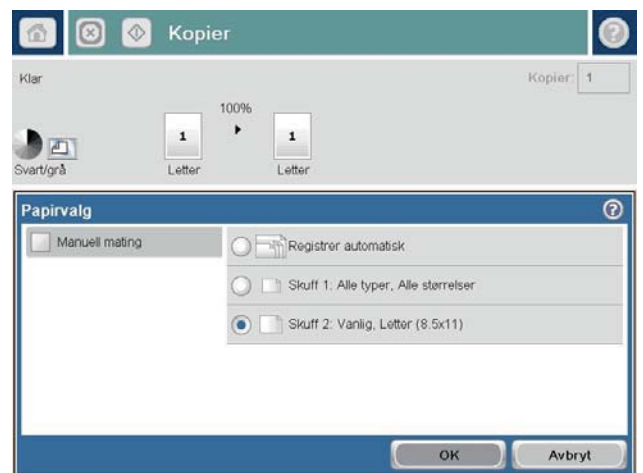 Kopier
Klar
Kopier: 1
100%
1
1
Svart/grå
Letter
Letter
Papirvalg
Manuell mating
Registrer automatisk
Skuff 1: Alle typer, Alle størrelser
Skuff 2: Vanlig, Letter (8.5x11)
OK
Avbryt